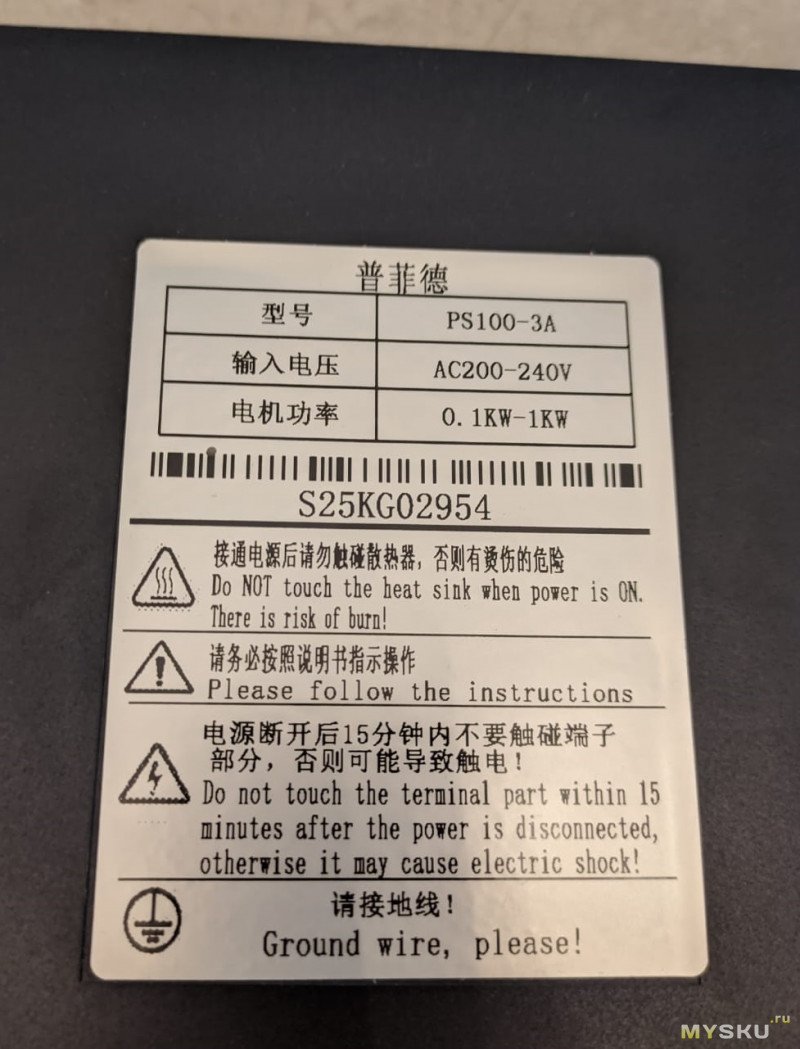 普菲德
型号 PS100-3A
输入电压 AC200-240V
电机功率 0.1KW-1KW
S25KG02954
接通电源后请勿触碰散热器，否则有烫伤的危险
Do NOT touch the heat sink when power is ON.
There is risk of burn!
请务必按照说明书指示操作
Please follow the instructions
电源断开后15分钟内不要触碰端子
部分，否则可能导致触电！
Do not touch the terminal part within 15
minutes after the power is disconnected,
otherwise it may cause electric shock!
请接地线！
Ground wire, please!
MYSKU.ru